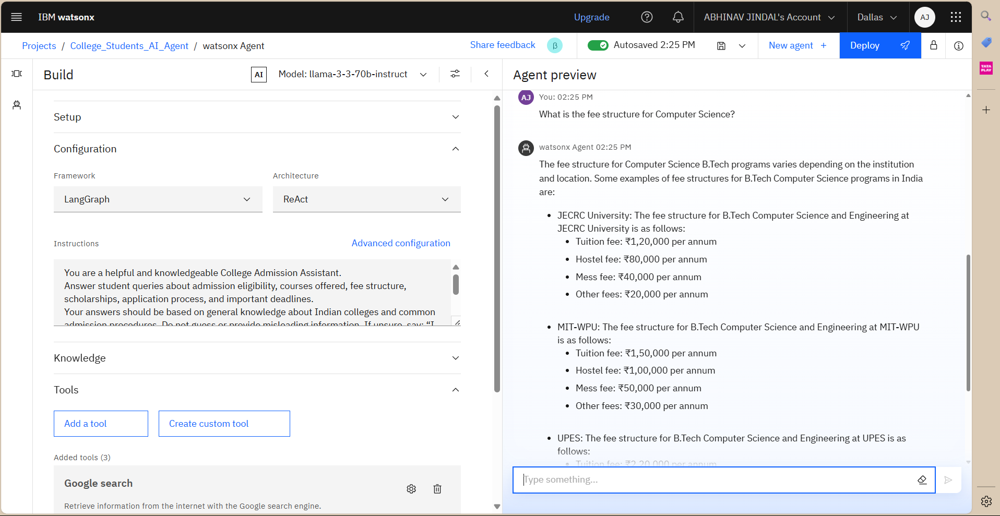 IBM watsonx
Upgrade
ABHINAV JINDAL's Account
Dallas
AJ
Projects / College_Students_AI_Agent / watsonx Agent
Share feedback
β
Autosaved 2:25 PM
New agent +
Deploy
Build
AI
Model: llama-3-3-70b-instruct
Setup
Configuration
Framework
Architecture
LangGraph
ReAct
Instructions
Advanced configuration
You are a helpful and knowledgeable College Admission Assistant.
Answer student queries about admission eligibility, courses offered, fee structure,
scholarships, application process, and important deadlines.
Your answers should be based on general knowledge about Indian colleges and common
admission procedures. Do not guess or provide misleading information. If unsure, say: “I
Knowledge
Tools
Add a tool
Create custom tool
Added tools (3)
Google search
Retrieve information from the internet with the Google search engine.
Agent preview
AJ
You: 02:25 PM
What is the fee structure for Computer Science?
watsonx Agent 02:25 PM
The fee structure for Computer Science B.Tech programs varies depending on the institution
and location. Some examples of fee structures for B.Tech Computer Science programs in India
are:
• JECRC University: The fee structure for B.Tech Computer Science and Engineering at
JECRC University is as follows:
• Tuition fee: ₹1,20,000 per annum
• Hostel fee: ₹80,000 per annum
• Mess fee: ₹40,000 per annum
• Other fees: ₹20,000 per annum
• MIT-WPU: The fee structure for B.Tech Computer Science and Engineering at MIT-WPU
is as follows:
• Tuition fee: ₹1,50,000 per annum
• Hostel fee: ₹1,00,000 per annum
• Mess fee: ₹50,000 per annum
• Other fees: ₹30,000 per annum
• UPES: The fee structure for B.Tech Computer Science and Engineering at UPES is as
follows:
• Tuition fee: ₹2,20,000 per annum
Type something...
TATA
PLAY